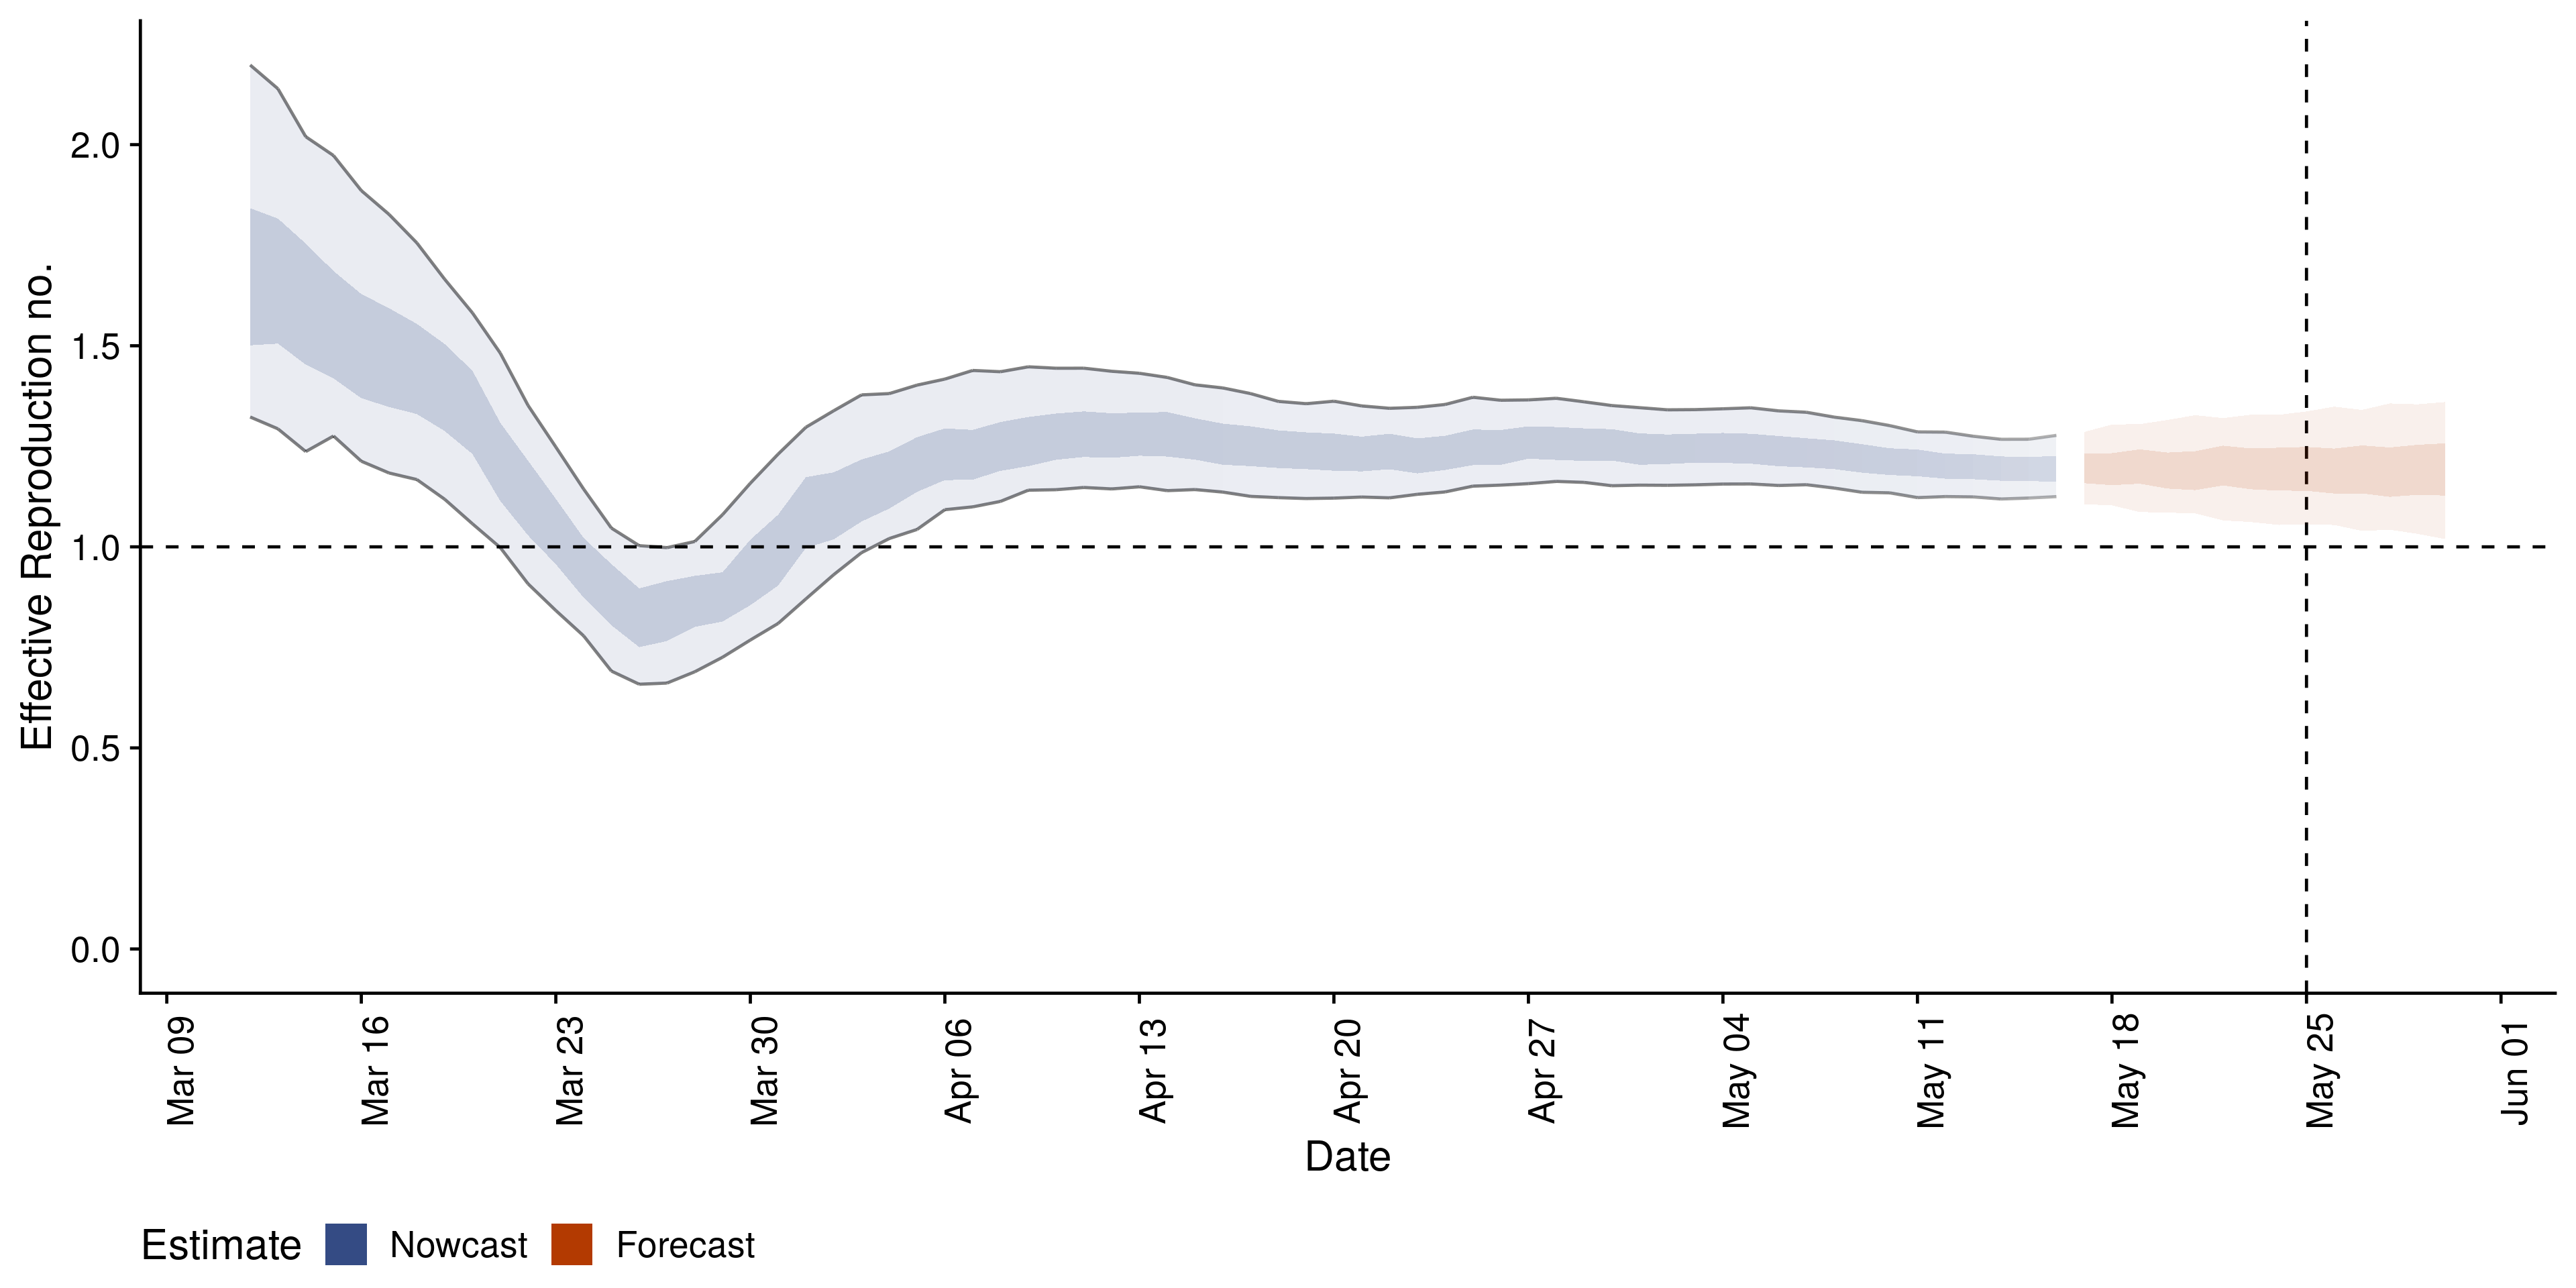 Effective Reproduction no.
2.0
1.5
1.0
0.5
0.0
Mar 09
Mar 16
Mar 23
Mar 30
Apr 06
Apr 13
Apr 20
Apr 27
May 04
May 11
May 18
May 25
Jun 01
Date
Estimate Nowcast Forecast